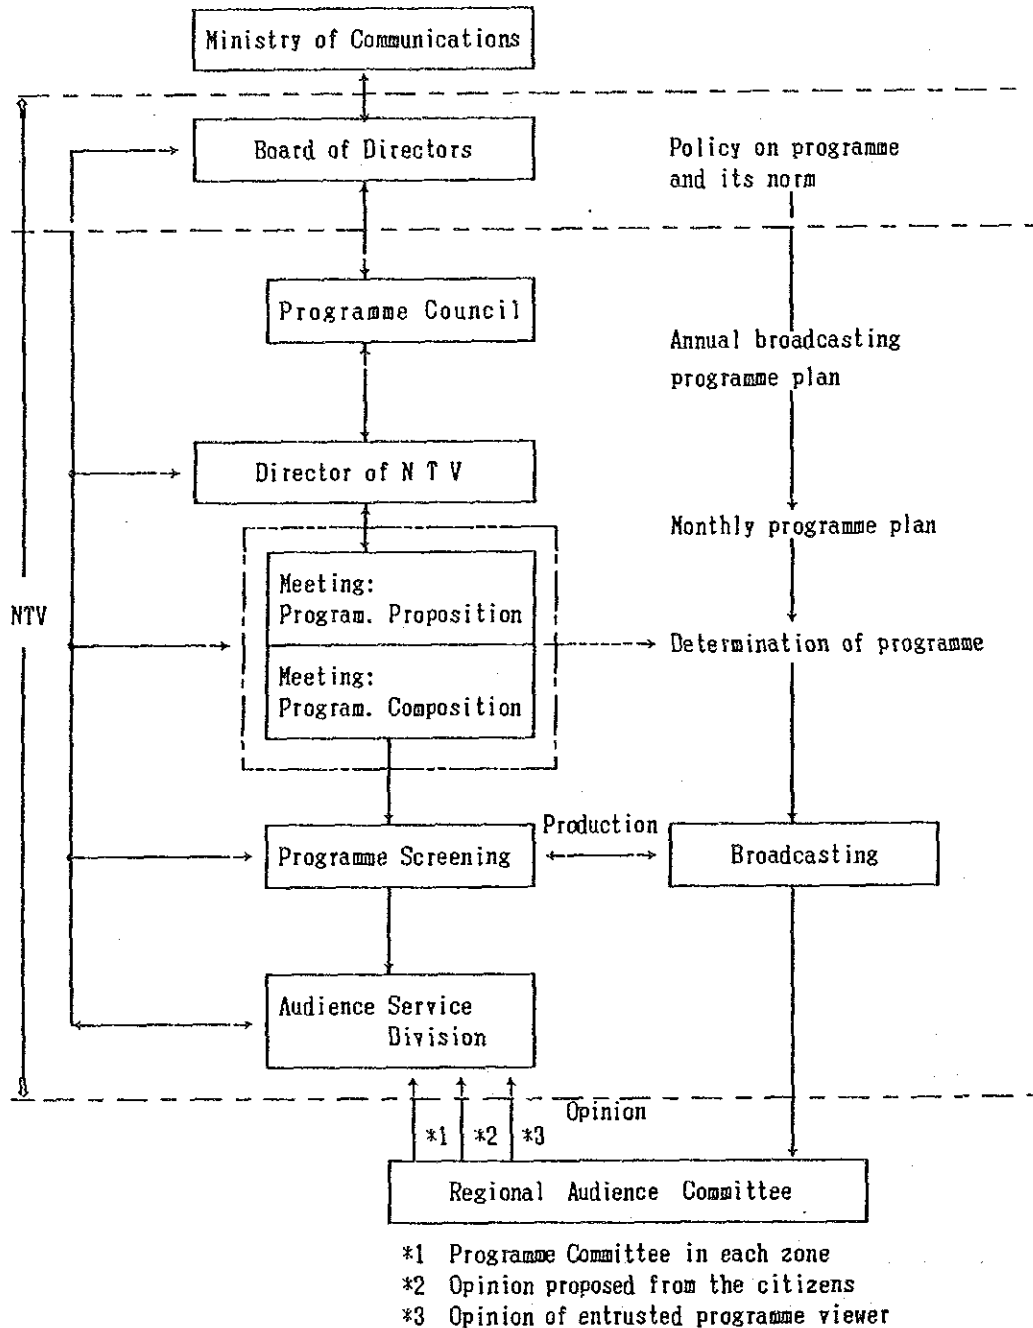 Ministry of Communications
Board of Directors
Policy on programme
and its norm
Programme Council
Annual broadcasting
programme plan
Director of N T V
Monthly programme plan
NTV
Meeting:
Program. Proposition
Determination of programme
Meeting:
Program. Composition
Production
Programme Screening
Broadcasting
Audience Service
Division
Opinion
*1 *2 *3
Regional Audience Committee
*1 Programme Committee in each zone
*2 Opinion proposed from the citizens
*3 Opinion of entrusted programme viewer